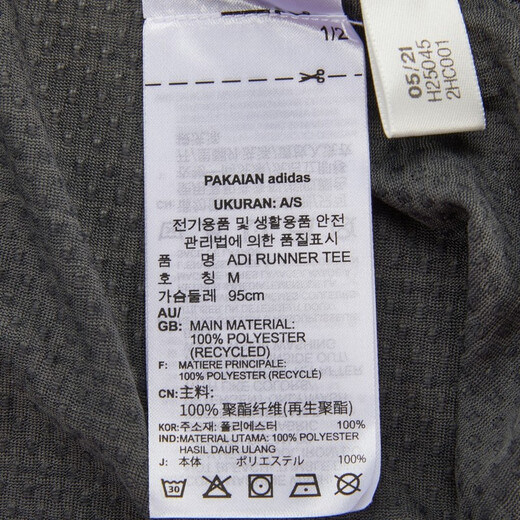 1/2
05/21
H25045
2HC001
PAKAIAN adidas
UKURAN: A/S
전기용품 및 생활용품 안전
관리법에 의한 품질표시
품 명 ADI RUNNER TEE
호 칭 M
가슴둘레 95cm
AU/
GB: MAIN MATERIAL:
100% POLYESTER
(RECYCLED)
F: MATIERE PRINCIPALE:
100% POLYESTER (RECYCLÉ)
CN: 主料:
100% 聚酯纤维(再生聚酯)
KOR: 주소재: 폴리에스터 100%
IND: MATERIAL UTAMA: 100% POLYESTER
HASIL DAUR ULANG
J: 本体 ポリエステル 100%
30